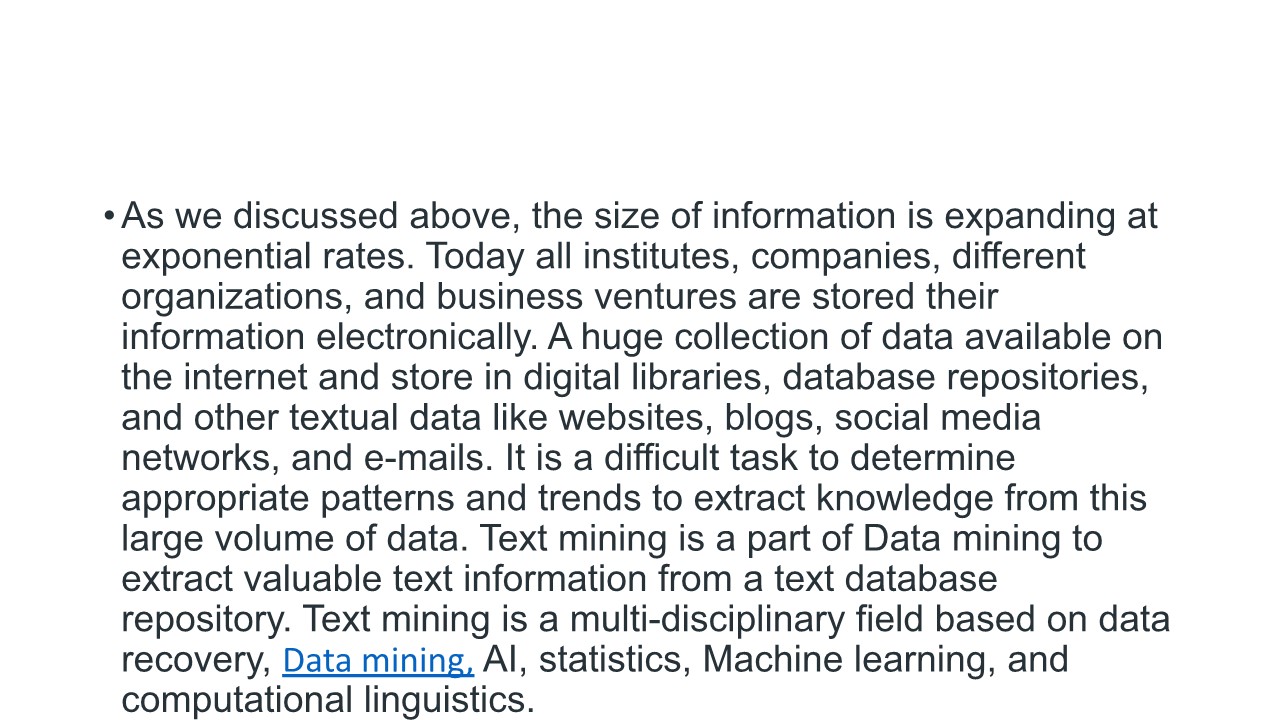 • As we discussed above, the size of information is expanding at
exponential rates. Today all institutes, companies, different
organizations, and business ventures are stored their
information electronically. A huge collection of data available on
the internet and store in digital libraries, database repositories,
and other textual data like websites, blogs, social media
networks, and e-mails. It is a difficult task to determine
appropriate patterns and trends to extract knowledge from this
large volume of data. Text mining is a part of Data mining to
extract valuable text information from a text database
repository. Text mining is a multi-disciplinary field based on data
recovery, Data mining, AI, statistics, Machine learning, and
computational linguistics.